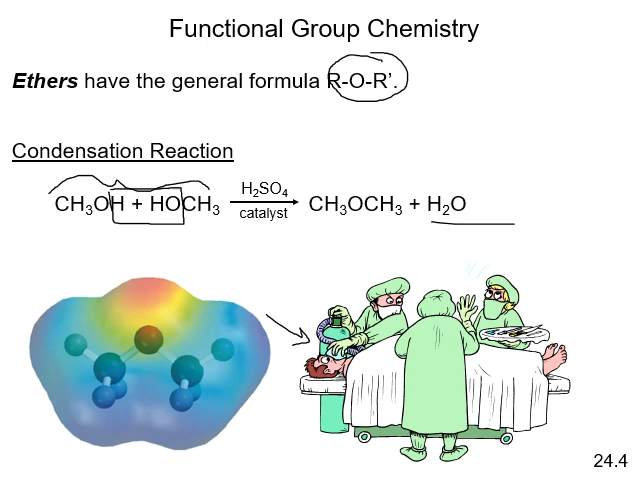 Functional Group Chemistry
Ethers have the general formula R-O-R’.
Condensation Reaction
CH₃OH + HOCH₃ H₂SO₄ catalyst CH₃OCH₃ + H₂O
24.4